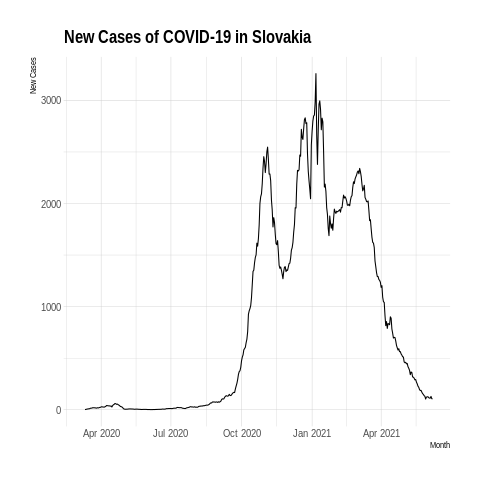 New Cases of COVID-19 in Slovakia
New Cases
3000
2000
1000
0
Apr 2020 Jul 2020 Oct 2020 Jan 2021 Apr 2021
Month